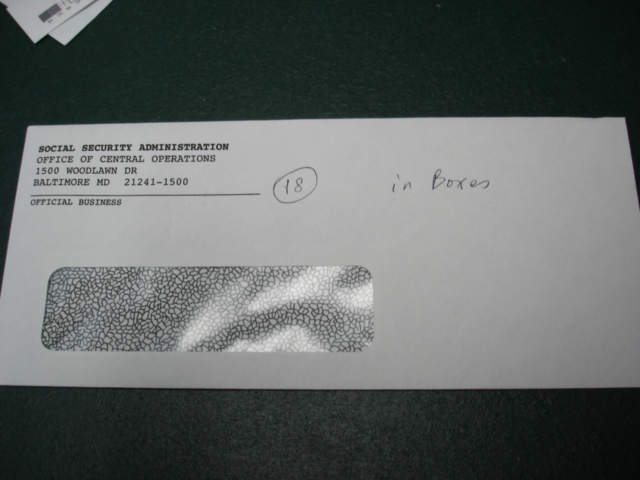 SOCIAL SECURITY ADMINISTRATION
OFFICE OF CENTRAL OPERATIONS
1500 WOODLAWN DR
BALTIMORE MD 21241-1500
OFFICIAL BUSINESS
18
in Boxes